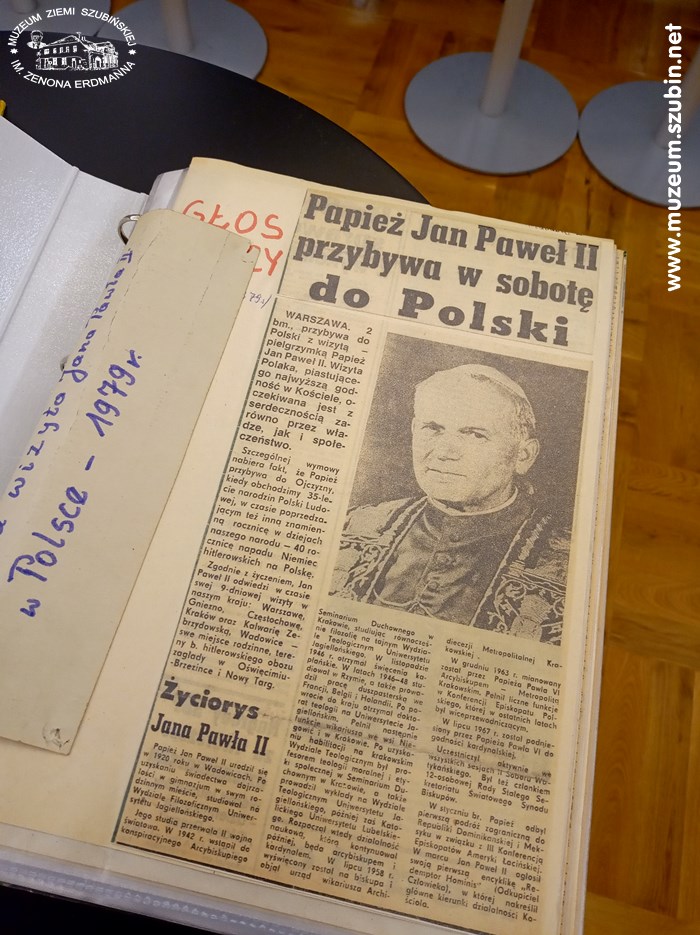 MUZEUM ZIEMI SZUBIŃSKIEJ
IM. ZENONA ERDMANNA
www.muzeum.szubin.net
wizyta Jana Pawła II
w Polsce - 1979r.
GŁOS
Papież Jan Paweł II
przybywa w sobotę
do Polski
WARSZAWA. 2
bm., przybywa do
Polski z wizytą —
pielgrzymką Papież
Jan Paweł II. Wizyta
Polaka, piastujące-
go najwyższą god-
ność w Kościele, o-
czekiwana jest z
serdecznością za-
równo przez wła-
dze, jak i społe-
czeństwo.
Szczególnej wymowy
nabiera fakt, że Papież
przybywa do Ojczyzny,
kiedy obchodzimy 35-le-
cie narodzin Polski Ludo-
wej, w czasie poprzedza-
jącym też inną znamien-
ną rocznicę w dziejach
naszego narodu — 40 ro-
cznicę napadu Niemiec
hitlerowskich na Polskę.
Zgodnie z życzeniem, Jan
Paweł II odwiedzi w czasie
swej 9-dniowej wizyty w
naszym kraju: Warszawę,
Gniezno, Częstochowę,
Kraków oraz Kalwarię Ze-
brzydowską, Wadowice —
swe miejsce rodzinne, tere-
ny b. hitlerowskiego obozu
zagłady w Oświęcimiu-
-Brzezince i Nowy Targ.
Życiorys
Jana Pawła II
Papież Jan Paweł II urodził się
w 1920 roku w Wadowicach. Po
uzyskaniu świadectwa dojrza-
łości w gimnazjum w swym ro-
dzinnym mieście, studiował na
Wydziale Filozoficznym Uniwer-
sytetu Jagiellońskiego.
Jego studia przerwała II wojna
światowa. W 1942 r. wstąpił do
konspiracyjnego Arcybiskupiego
Seminarium Duchownego w
Krakowie, studiując równocześ-
nie filozofię na tajnym Wydzia-
le Teologicznym Uniwersytetu
Jagiellońskiego. W listopadzie
1946 r. otrzymał święcenia ka-
płańskie. W latach 1946-48 stu-
diował w Rzymie, a także prowa-
dził pracę duszpasterską we
Francji, Belgii i Holandii. Po po-
wrocie do kraju otrzymał dokto-
rat teologii na Uniwersytecie Ja-
giellońskim. Pełnił następnie
funkcje wikariusza we wsi Nie-
gowić i w Krakowie. Po uzyska-
niu habilitacji na krakowskim
Wydziale Teologicznym był pro-
fesorem teologii moralnej i ety-
ki społecznej w Seminarium Du-
chownym w Krakowie, a także
prowadził wykłady na Wydziale
Teologicznym Uniwersytetu Ja-
giellońskiego, później zaś Kato-
lickiego Uniwersytetu Lubelskie-
go. Rozpoczął wtedy działalność
naukową, którą kontynuował
później, będąc arcybiskupem i
kardynałem. W lipcu 1958 r.
wyświęcony został na biskupa i
objął urząd wikariusza Archi-
diecezji Metropolitalnej Kra-
kowskiej.
W grudniu 1963 r. mianowany
został przez Papieża Pawła VI
Arcybiskupem — Metropolitą
Krakowskim. Pełnił liczne funkcje
w Konferencji Episkopatu Pol-
skiego, której w ostatnich latach
był wiceprzewodniczącym.
W lipcu 1967 r. został podnie-
siony przez Papieża Pawła VI do
godności kardynalskiej.
Uczestniczył aktywnie we
wszystkich sesjach II Soboru Wa-
tykańskiego. Był też członkiem
12-osobowej Rady Stałego Se-
kretariatu Światowego Synodu
Biskupów.
W styczniu br. Papież odbył
pierwszą podróż zagraniczną do
Republiki Dominikańskiej i Mek-
syku w związku z III Konferencją
Episkopatów Ameryki Łacińskiej.
W marcu Jan Paweł II ogłosił
swoją pierwszą encyklikę „Re-
demptor Hominis” (Odkupiciel
Człowieka), w której nakreślił
główne kierunki działalności Ko-
ścioła.